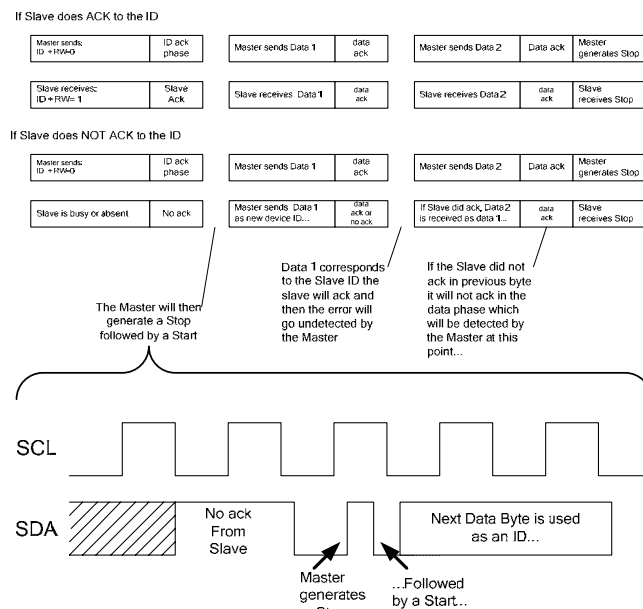 If Slave does ACK to the ID
Master sends:
ID +RW=0
ID ack
phase
Master sends Data 1
data
ack
Master sends Data 2
Data ack
Master
generates Stop
Slave receives:
ID+RW= 1
Slave
Ack
Slave receives Data 1
data
ack
Slave receives Data 2
data
ack
Slave
receives Stop
If Slave does NOT ACK to the ID
Master sends:
ID +RW=0
ID ack
phase
Master sends Data 1
data
ack
Master sends Data 2
Data ack
Master
generates Stop
Slave is busy or absent
No ack
Master sends Data 1
as new device ID...
data
ack or
no ack
If Slave did ack, Data 2
is received as data 1...
data
ack
Slave
receives Stop
The Master will then
generate a Stop
followed by a Start
Data 1 corresponds
to the Slave ID the
slave will ack and
then the error will
go undetected by
the Master
If the Slave did not
ack in previous byte
it will not ack in the
data phase which
will be detected by
the Master at this
point...
SCL
SDA
No ack
From
Slave
Next Data Byte is used
as an ID...
Master
generates
...Followed
by a Start...